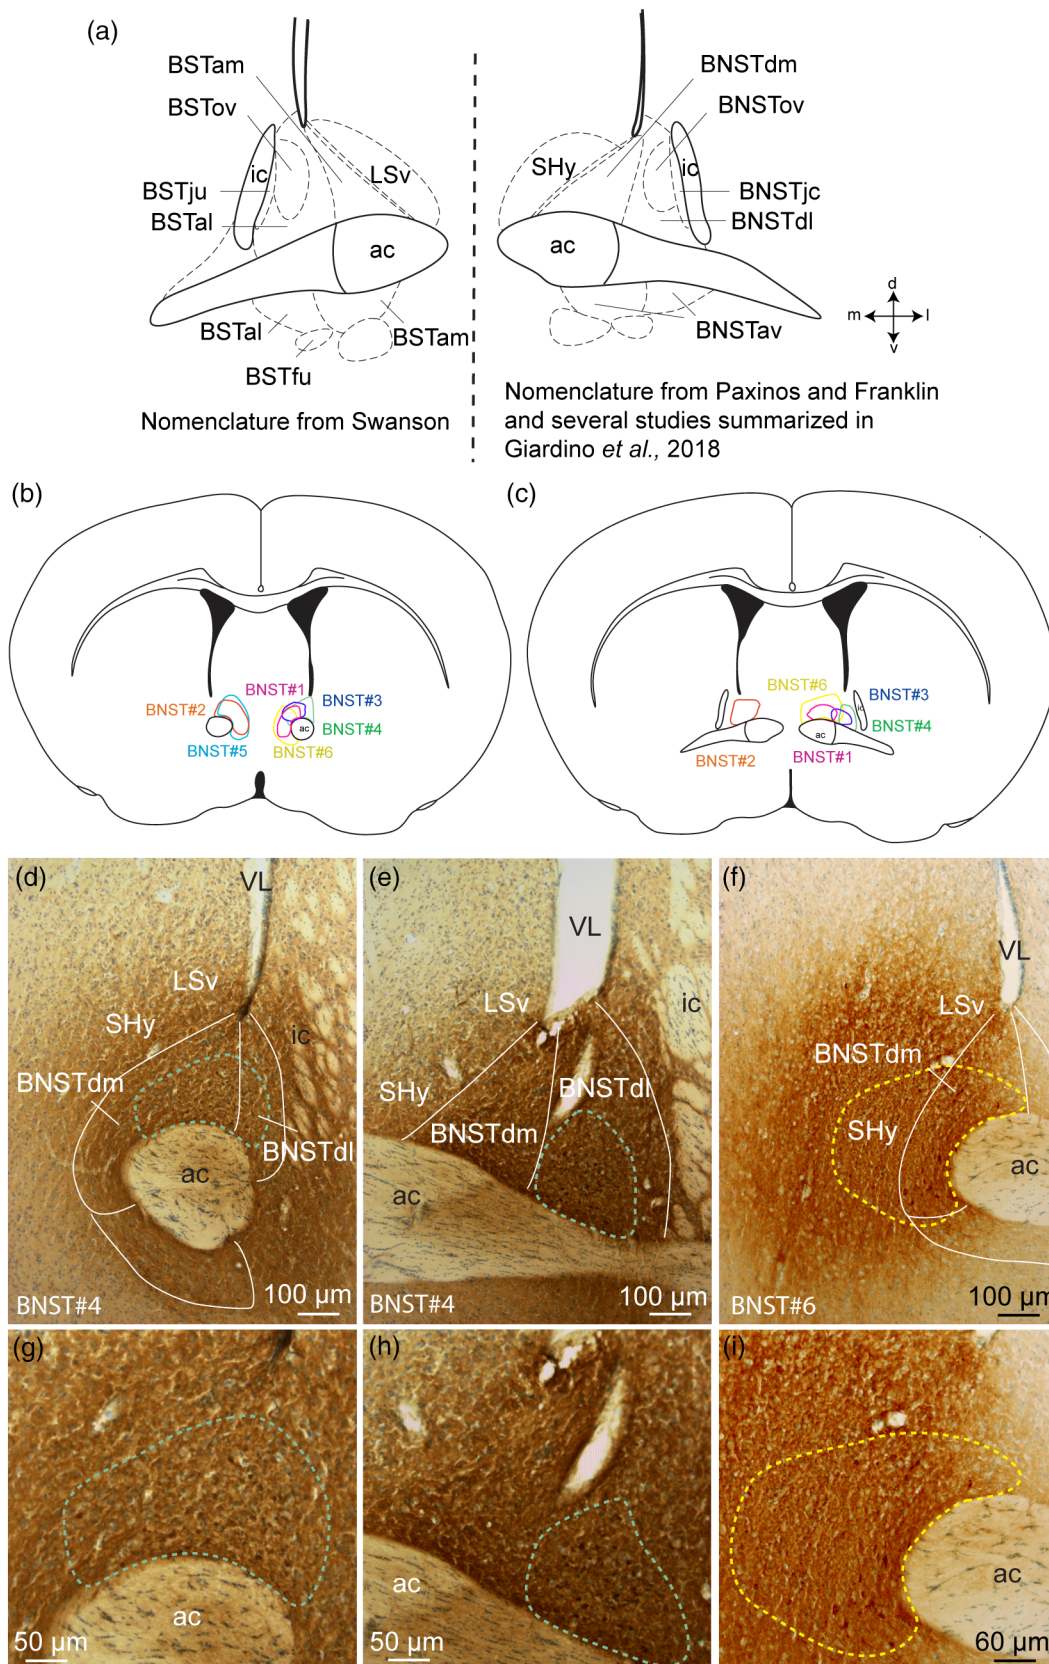 (a)
BSTam
BSTov
ic
LSv
BSTju
BSTal
ac
BSTal
BSTam
BSTfu
Nomenclature from Swanson
BNSTdm
BNSTov
SHy
ic
BNSTjc
BNSTdl
ac
BNSTav
d
m
l
v
Nomenclature from Paxinos and Franklin
and several studies summarized in
Giardino et al., 2018
(b)
BNST#1
BNST#2
BNST#3
BNST#4
ac
BNST#5
BNST#6
(c)
BNST#6
BNST#3
ic
BNST#4
ac
BNST#2
BNST#1
(d)
VL
LSv
SHy
ic
BNSTdm
BNSTdl
ac
BNST#4
100 µm
(e)
VL
LSv
ic
SHy
BNSTdl
BNSTdm
ac
BNST#4
100 µm
(f)
VL
LSv
BNSTdm
SHy
ac
BNST#6
100 µm
(g)
ac
50 µm
(h)
ac
50 µm
(i)
ac
60 µm